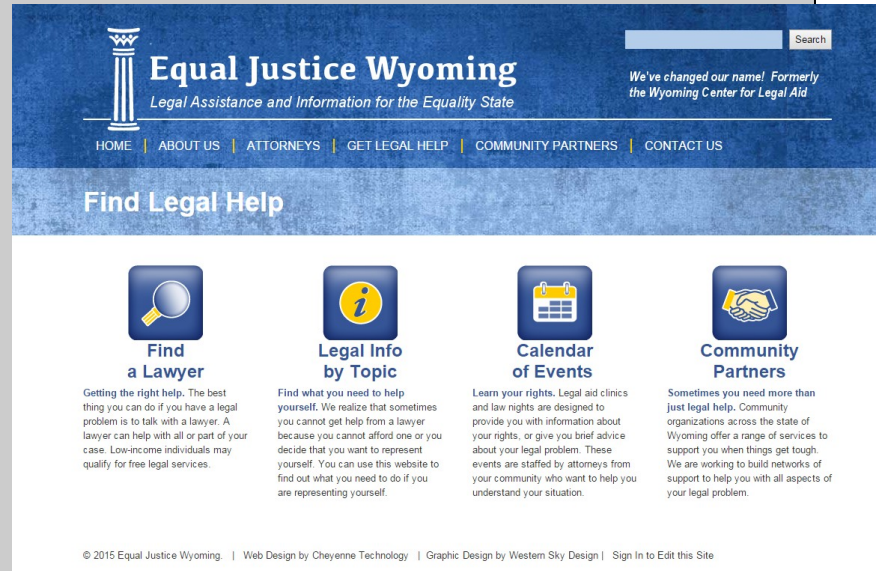 Search
Equal Justice Wyoming
Legal Assistance and Information for the Equality State
We've changed our name! Formerly
the Wyoming Center for Legal Aid
HOME | ABOUT US | ATTORNEYS | GET LEGAL HELP | COMMUNITY PARTNERS | CONTACT US
Find Legal Help
Find
a Lawyer
Getting the right help. The best
thing you can do if you have a legal
problem is to talk with a lawyer. A
lawyer can help with all or part of your
case. Low-income individuals may
qualify for free legal services.
i
Legal Info
by Topic
Find what you need to help
yourself. We realize that sometimes
you cannot get help from a lawyer
because you cannot afford one or you
decide that you want to represent
yourself. You can use this website to
find out what you need to do if you
are representing yourself.
Calendar
of Events
Learn your rights. Legal aid clinics
and law rights are designed to
provide you with information about
your rights, or give you brief advice
about your legal problem. These
events are staffed by attorneys from
your community who want to help you
understand your situation.
Community
Partners
Sometimes you need more than
just legal help. Community
organizations across the state of
Wyoming offer a range of services to
support you when things get tough.
We are working to build networks of
support to help you with all aspects of
your legal problem.
© 2015 Equal Justice Wyoming. | Web Design by Cheyenne Technology | Graphic Design by Western Sky Design | Sign In to Edit this Site